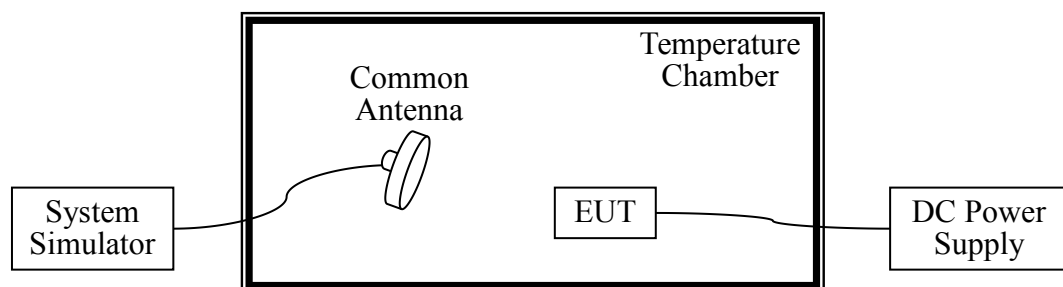 Temperature
Chamber
Common
Antenna
System
Simulator
EUT
DC Power
Supply